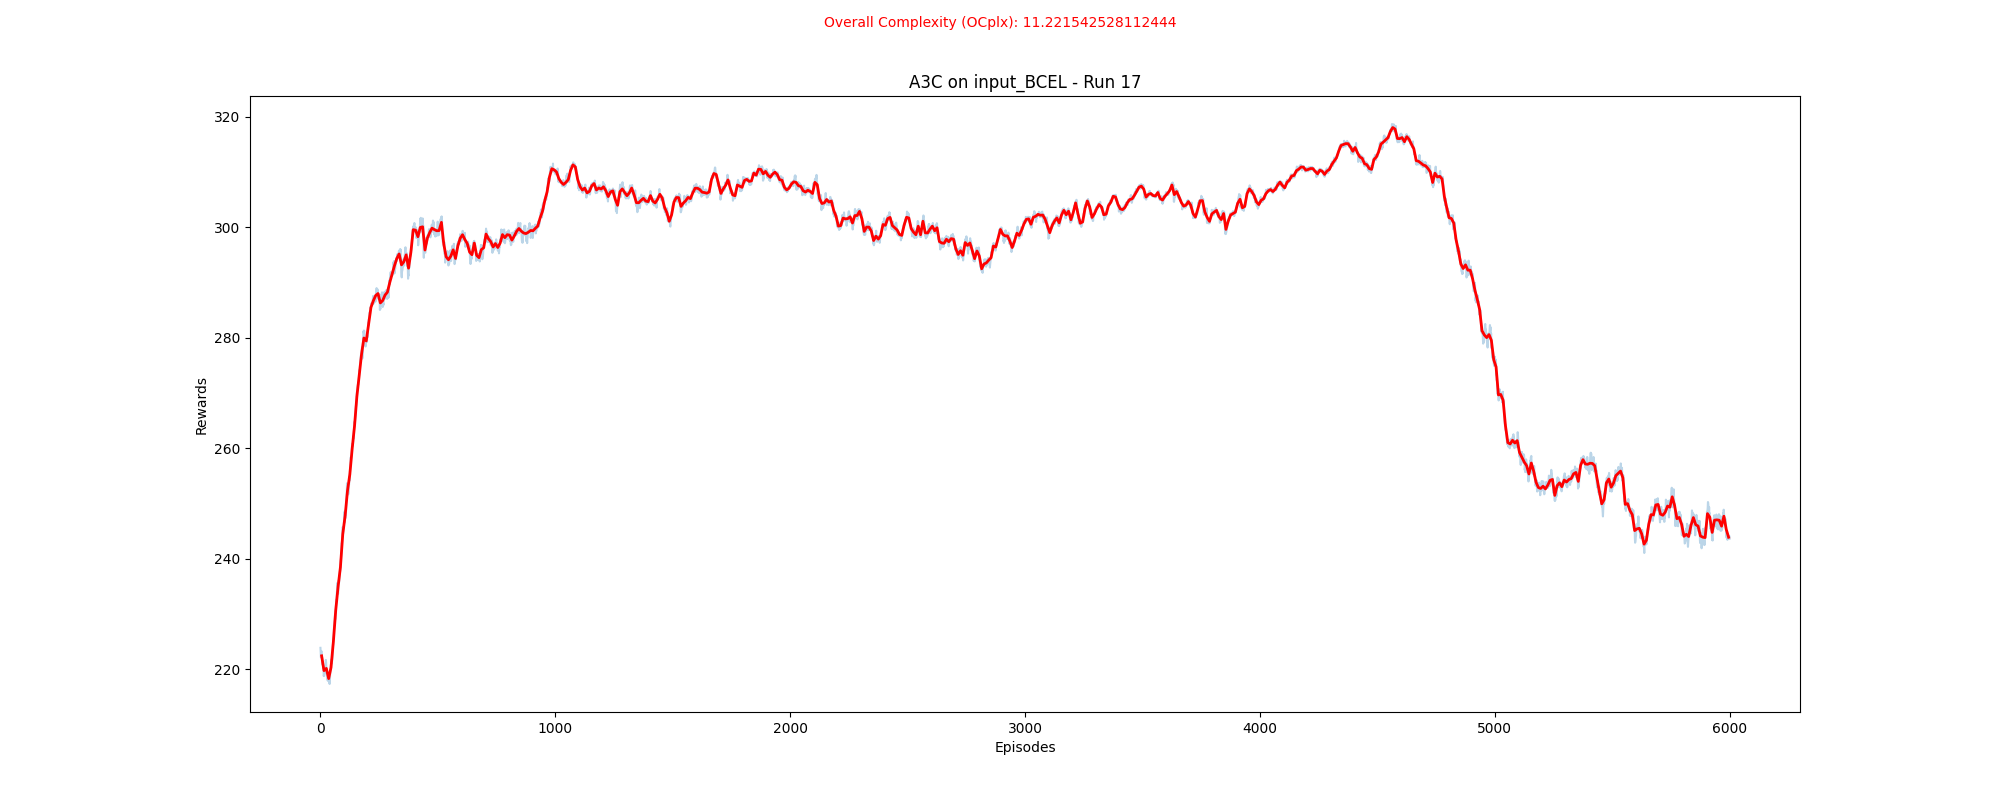 Overall Complexity (OCplx): 11.221542528112444
A3C on input_BCEL - Run 17
320
300
280
260
240
220
Rewards
0 1000 2000 3000 4000 5000 6000
Episodes